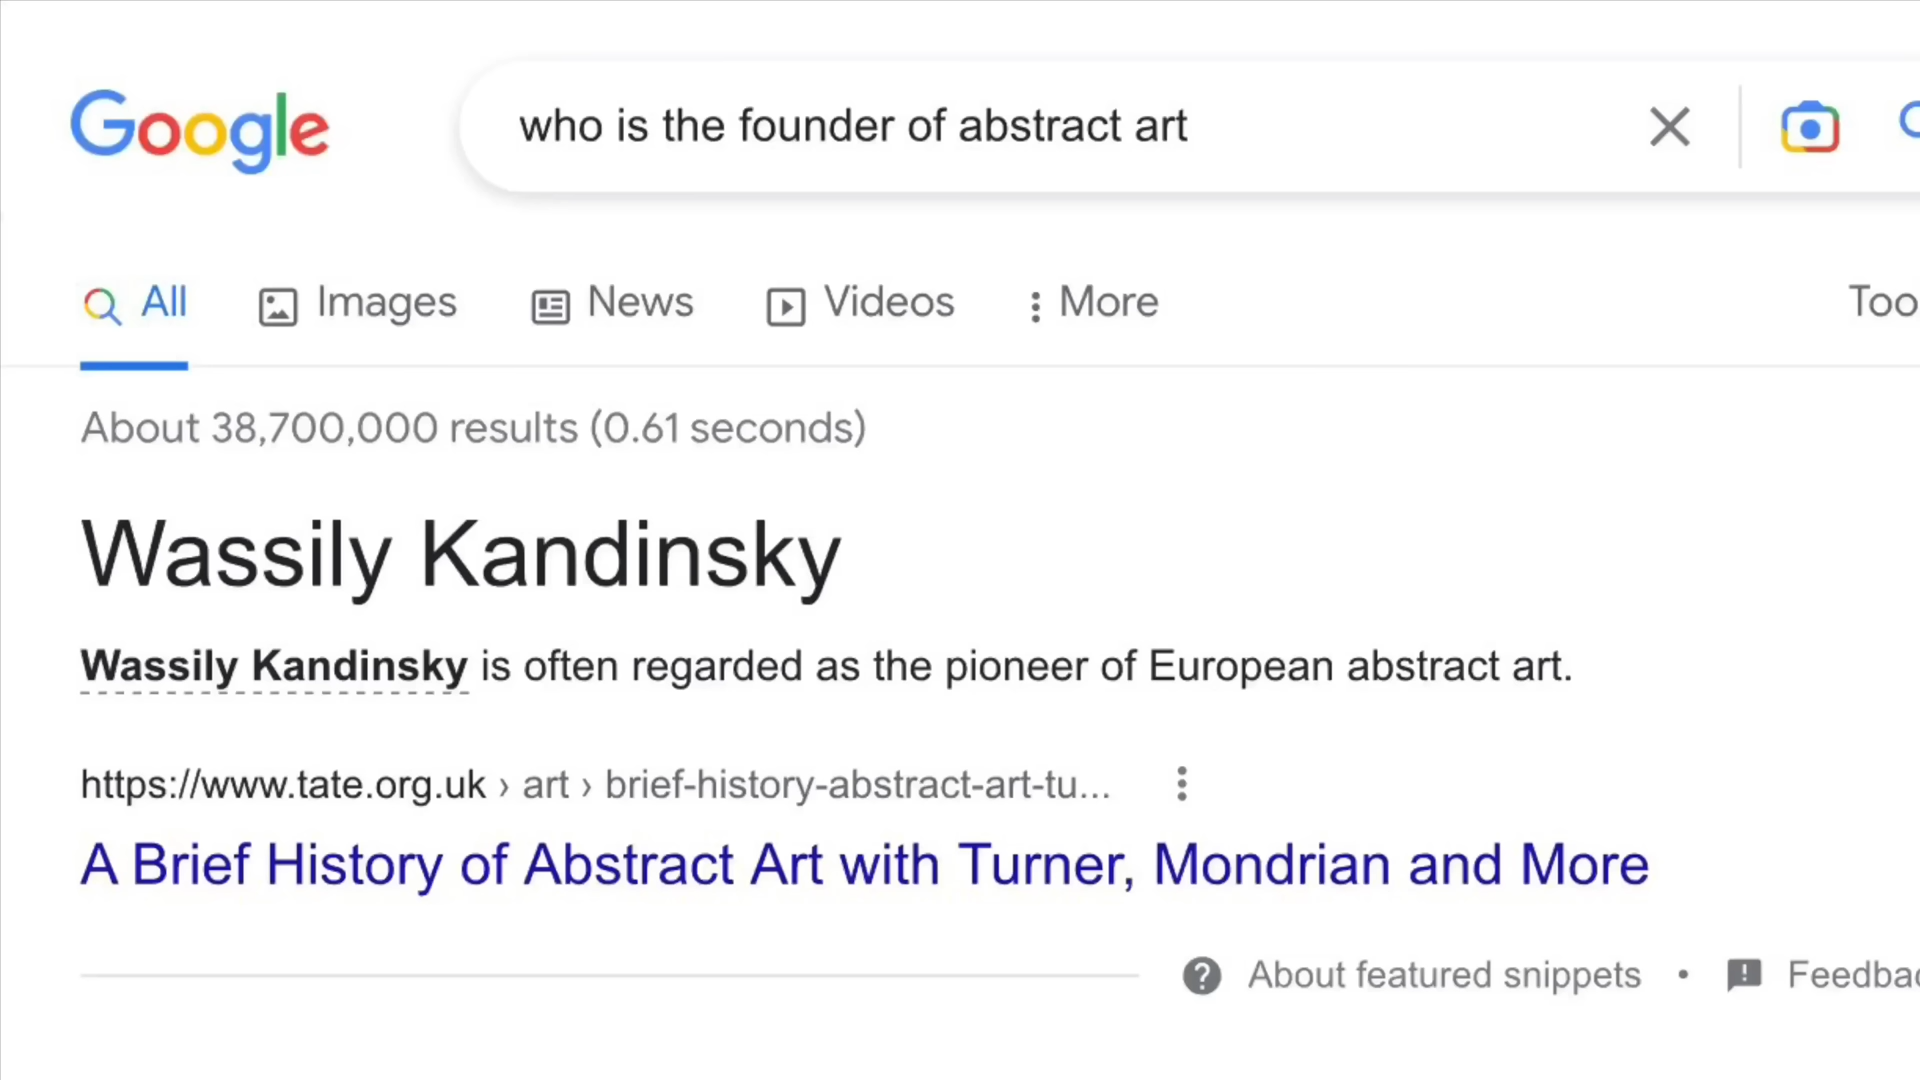 Google who is the founder of abstract art
All Images News Videos More
About 38,700,000 results (0.61 seconds)
Wassily Kandinsky
Wassily Kandinsky is often regarded as the pioneer of European abstract art.
https://www.tate.org.uk › art › brief-history-abstract-art-tu...
A Brief History of Abstract Art with Turner, Mondrian and More
About featured snippets •